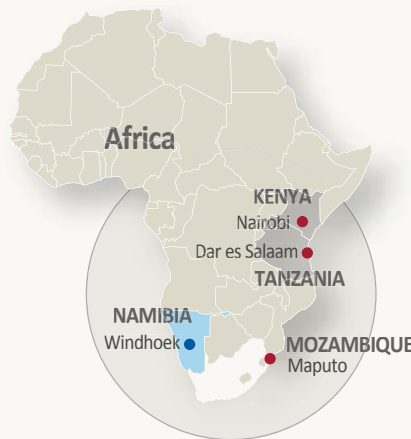 Africa
KENYA
Nairobi
Dar es Salaam
TANZANIA
NAMIBIA
Windhoek
MOZAMBIQUE
Maputo